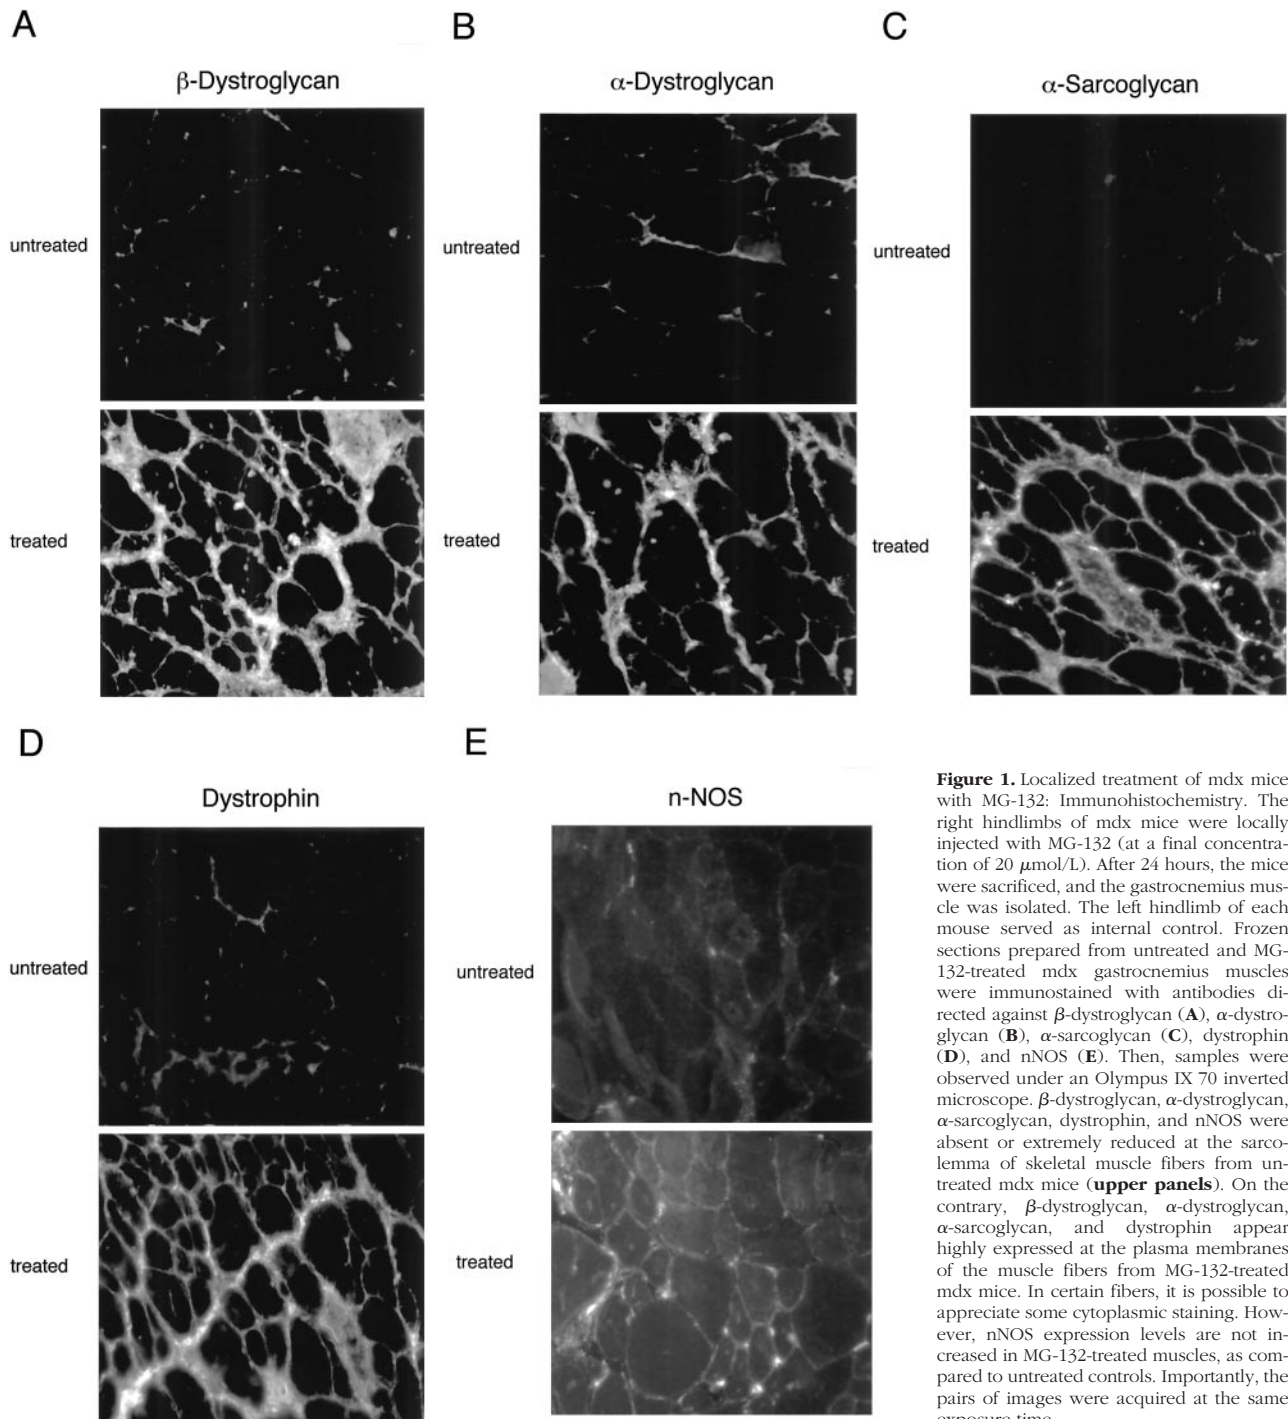 A
B
C
β-Dystroglycan
α-Dystroglycan
α-Sarcoglycan
untreated
untreated
untreated
treated
treated
treated
D
E
Dystrophin
n-NOS
untreated
untreated
treated
treated
Figure 1. Localized treatment of mdx mice
with MG-132: Immunohistochemistry. The
right hindlimbs of mdx mice were locally
injected with MG-132 (at a final concentra-
tion of 20 μmol/L). After 24 hours, the mice
were sacrificed, and the gastrocnemius mus-
cle was isolated. The left hindlimb of each
mouse served as internal control. Frozen
sections prepared from untreated and MG-
132-treated mdx gastrocnemius muscles
were immunostained with antibodies di-
rected against β-dystroglycan (A), α-dystro-
glycan (B), α-sarcoglycan (C), dystrophin
(D), and nNOS (E). Then, samples were
observed under an Olympus IX 70 inverted
microscope. β-dystroglycan, α-dystroglycan,
α-sarcoglycan, dystrophin, and nNOS were
absent or extremely reduced at the sarco-
lemma of skeletal muscle fibers from un-
treated mdx mice (upper panels). On the
contrary, β-dystroglycan, α-dystroglycan,
α-sarcoglycan, and dystrophin appear
highly expressed at the plasma membranes
of the muscle fibers from MG-132-treated
mdx mice. In certain fibers, it is possible to
appreciate some cytoplasmic staining. How-
ever, nNOS expression levels are not in-
creased in MG-132-treated muscles, as com-
pared to untreated controls. Importantly, the
pairs of images were acquired at the same
exposure time